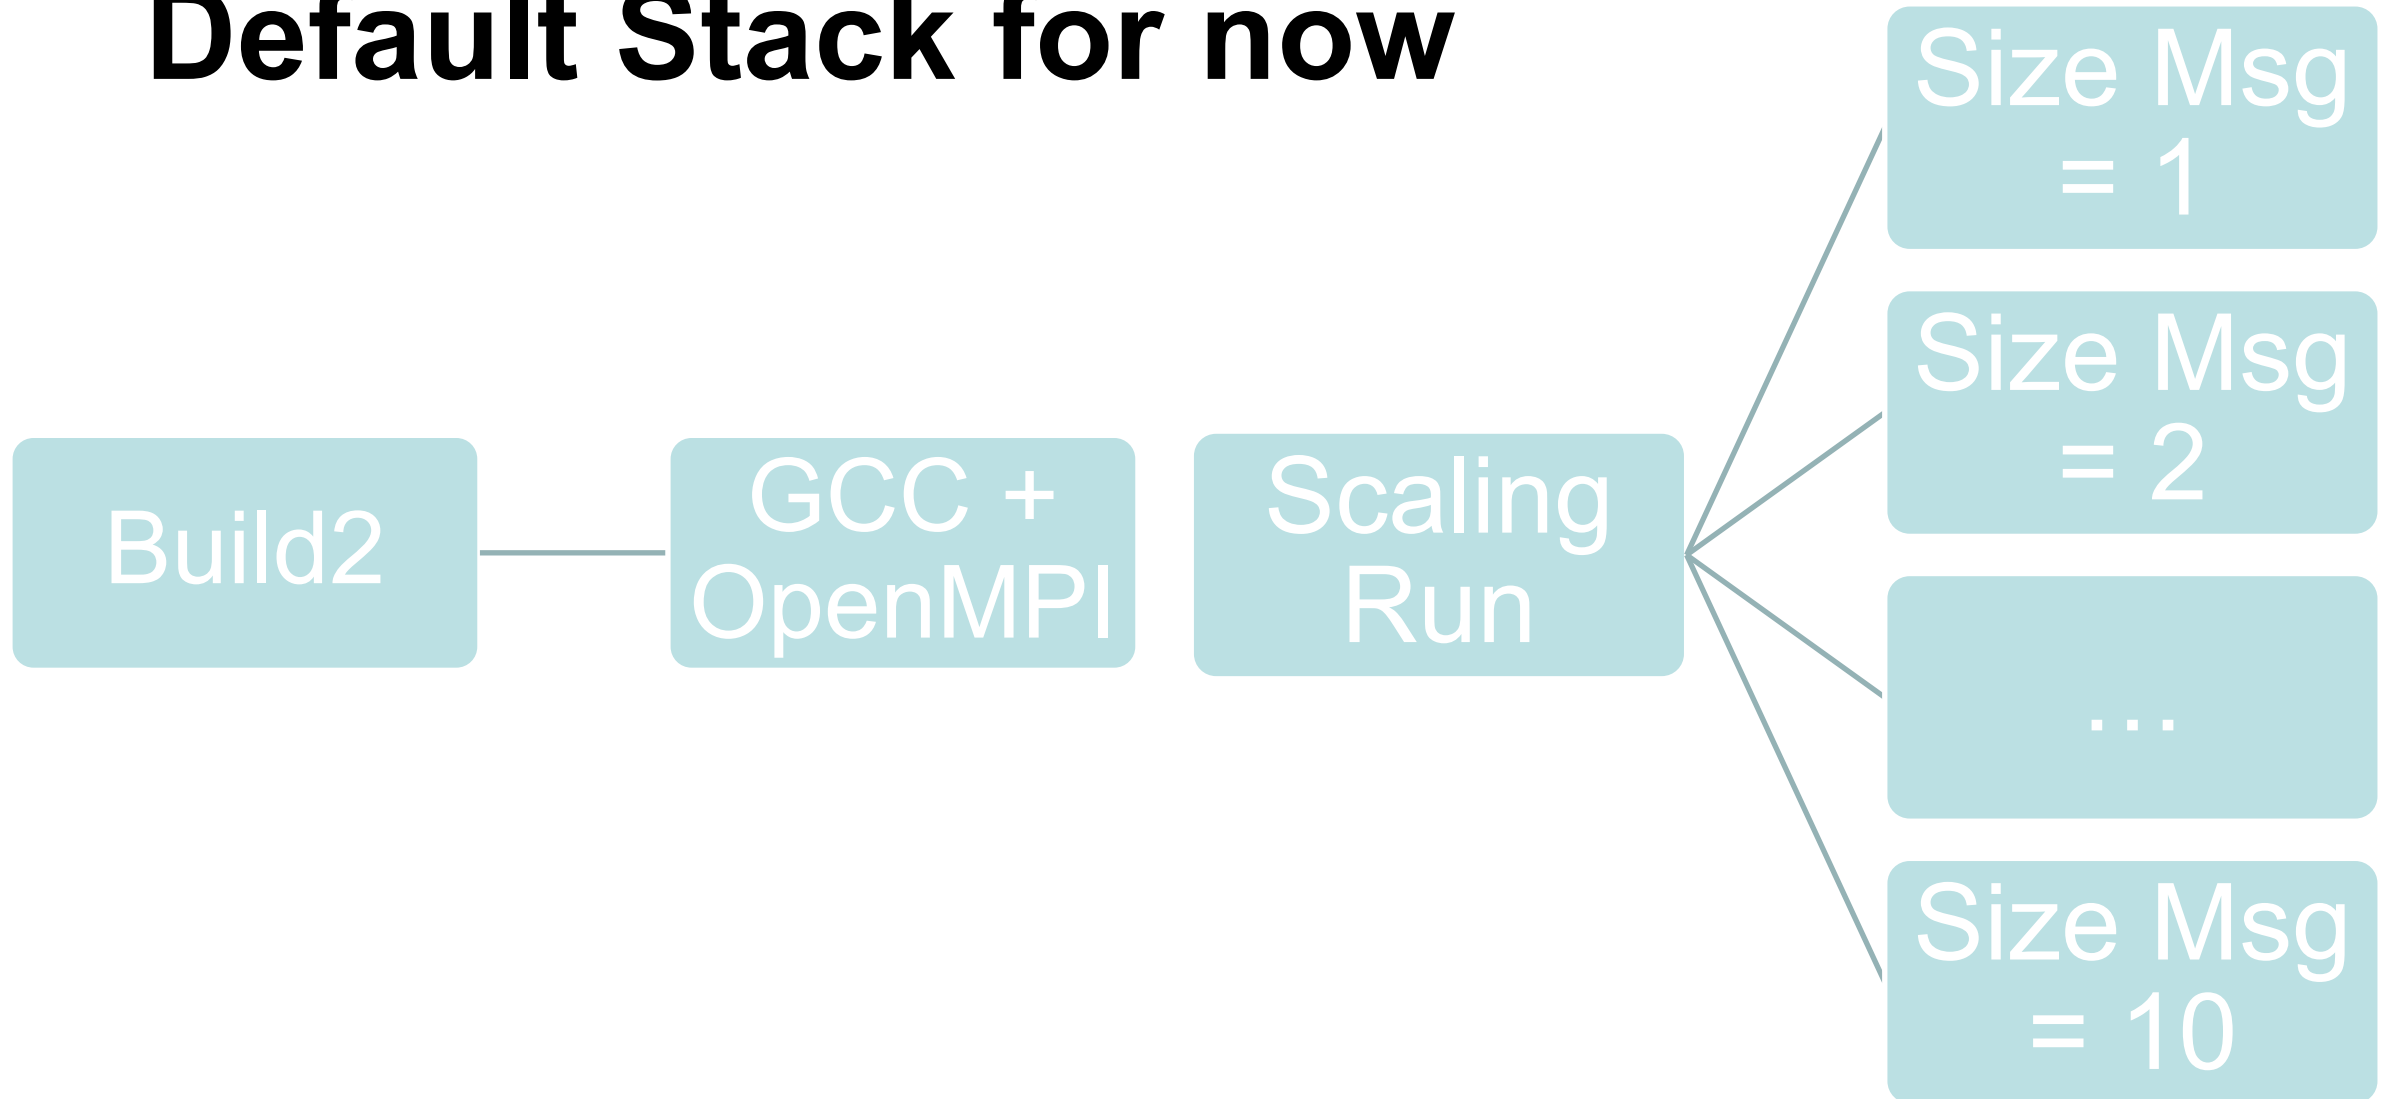 Default Stack for now
Build2
GCC +
OpenMPI
Scaling
Run
Size Msg
= 1
Size Msg
= 2
...
Size Msg
= 10